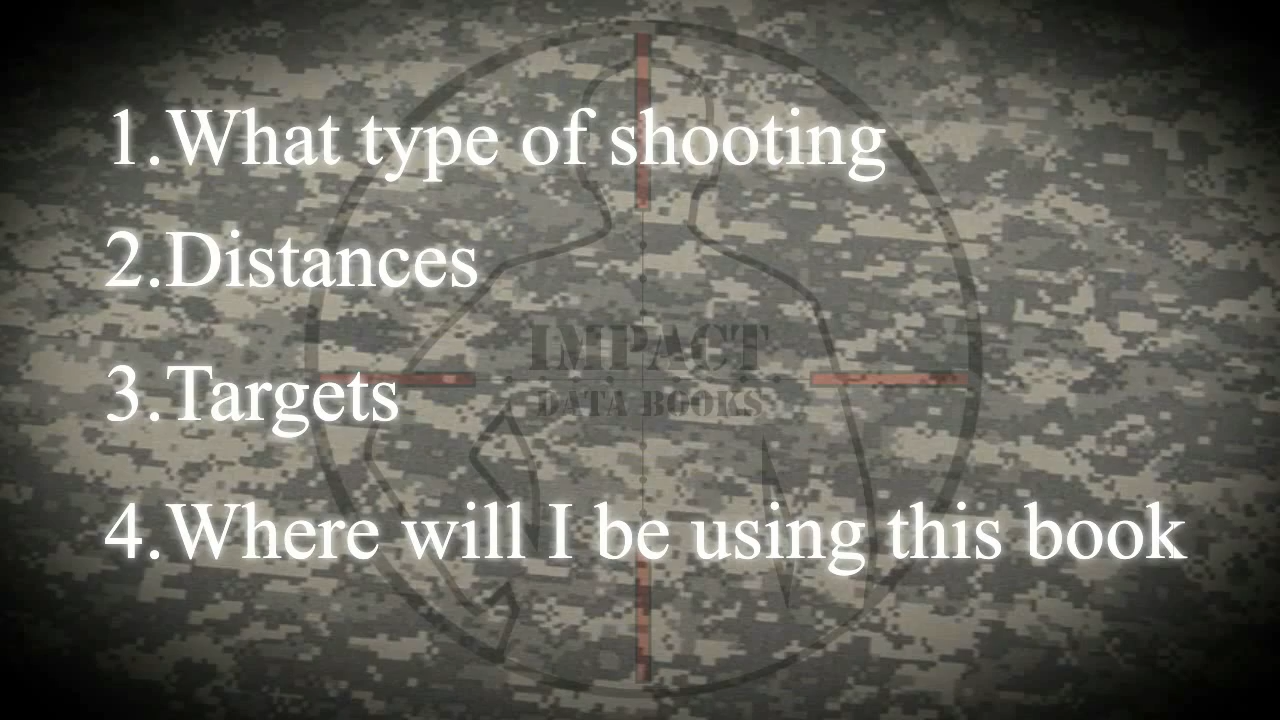 1.What type of shooting
2.Distances
3.Targets
IMPACT
DATA BOOKS
4.Where will I be using this book